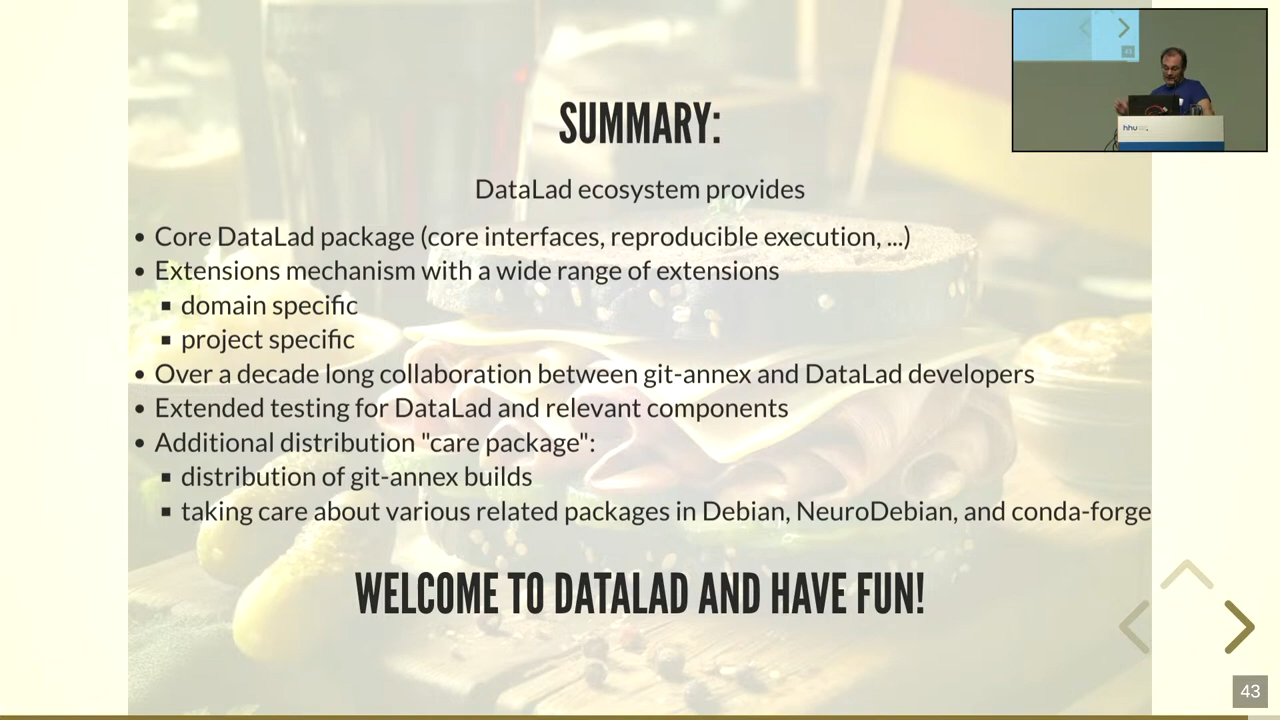 SUMMARY:
DataLad ecosystem provides
• Core DataLad package (core interfaces, reproducible execution, ...)
• Extensions mechanism with a wide range of extensions
▪ domain specific
▪ project specific
• Over a decade long collaboration between git-annex and DataLad developers
• Extended testing for DataLad and relevant components
• Additional distribution "care package":
▪ distribution of git-annex builds
▪ taking care about various related packages in Debian, NeuroDebian, and conda-forge
WELCOME TO DATALAD AND HAVE FUN!
43
41
hhu